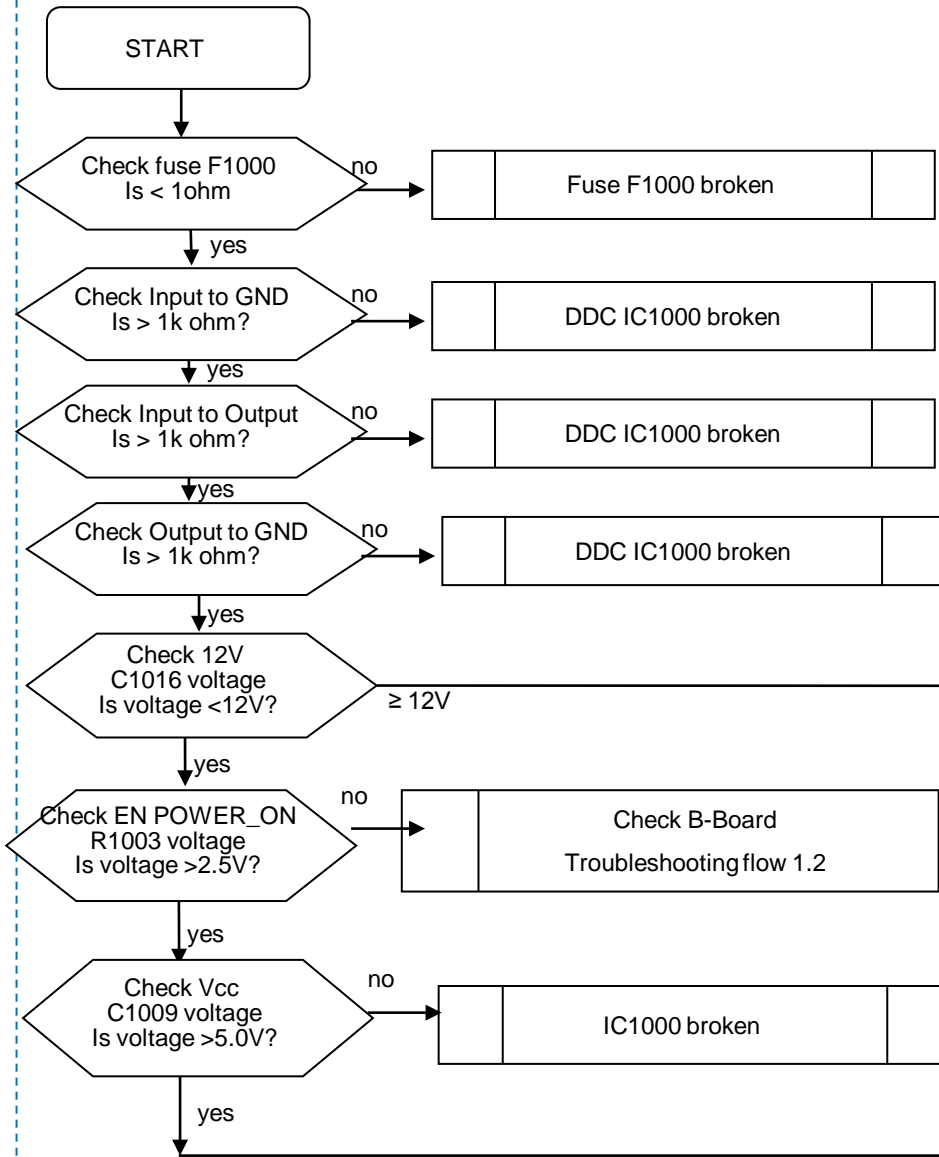 START
Check fuse F1000
Is < 1ohm
no
Fuse F1000 broken
yes
Check Input to GND
Is > 1k ohm?
no
DDC IC1000 broken
yes
Check Input to Output
Is > 1k ohm?
no
DDC IC1000 broken
yes
Check Output to GND
Is > 1k ohm?
no
DDC IC1000 broken
yes
Check 12V
C1016 voltage
Is voltage <12V?
≥ 12V
yes
Check EN POWER_ON
R1003 voltage
Is voltage >2.5V?
no
Check B-Board
Troubleshooting flow 1.2
yes
Check Vcc
C1009 voltage
Is voltage >5.0V?
no
IC1000 broken
yes